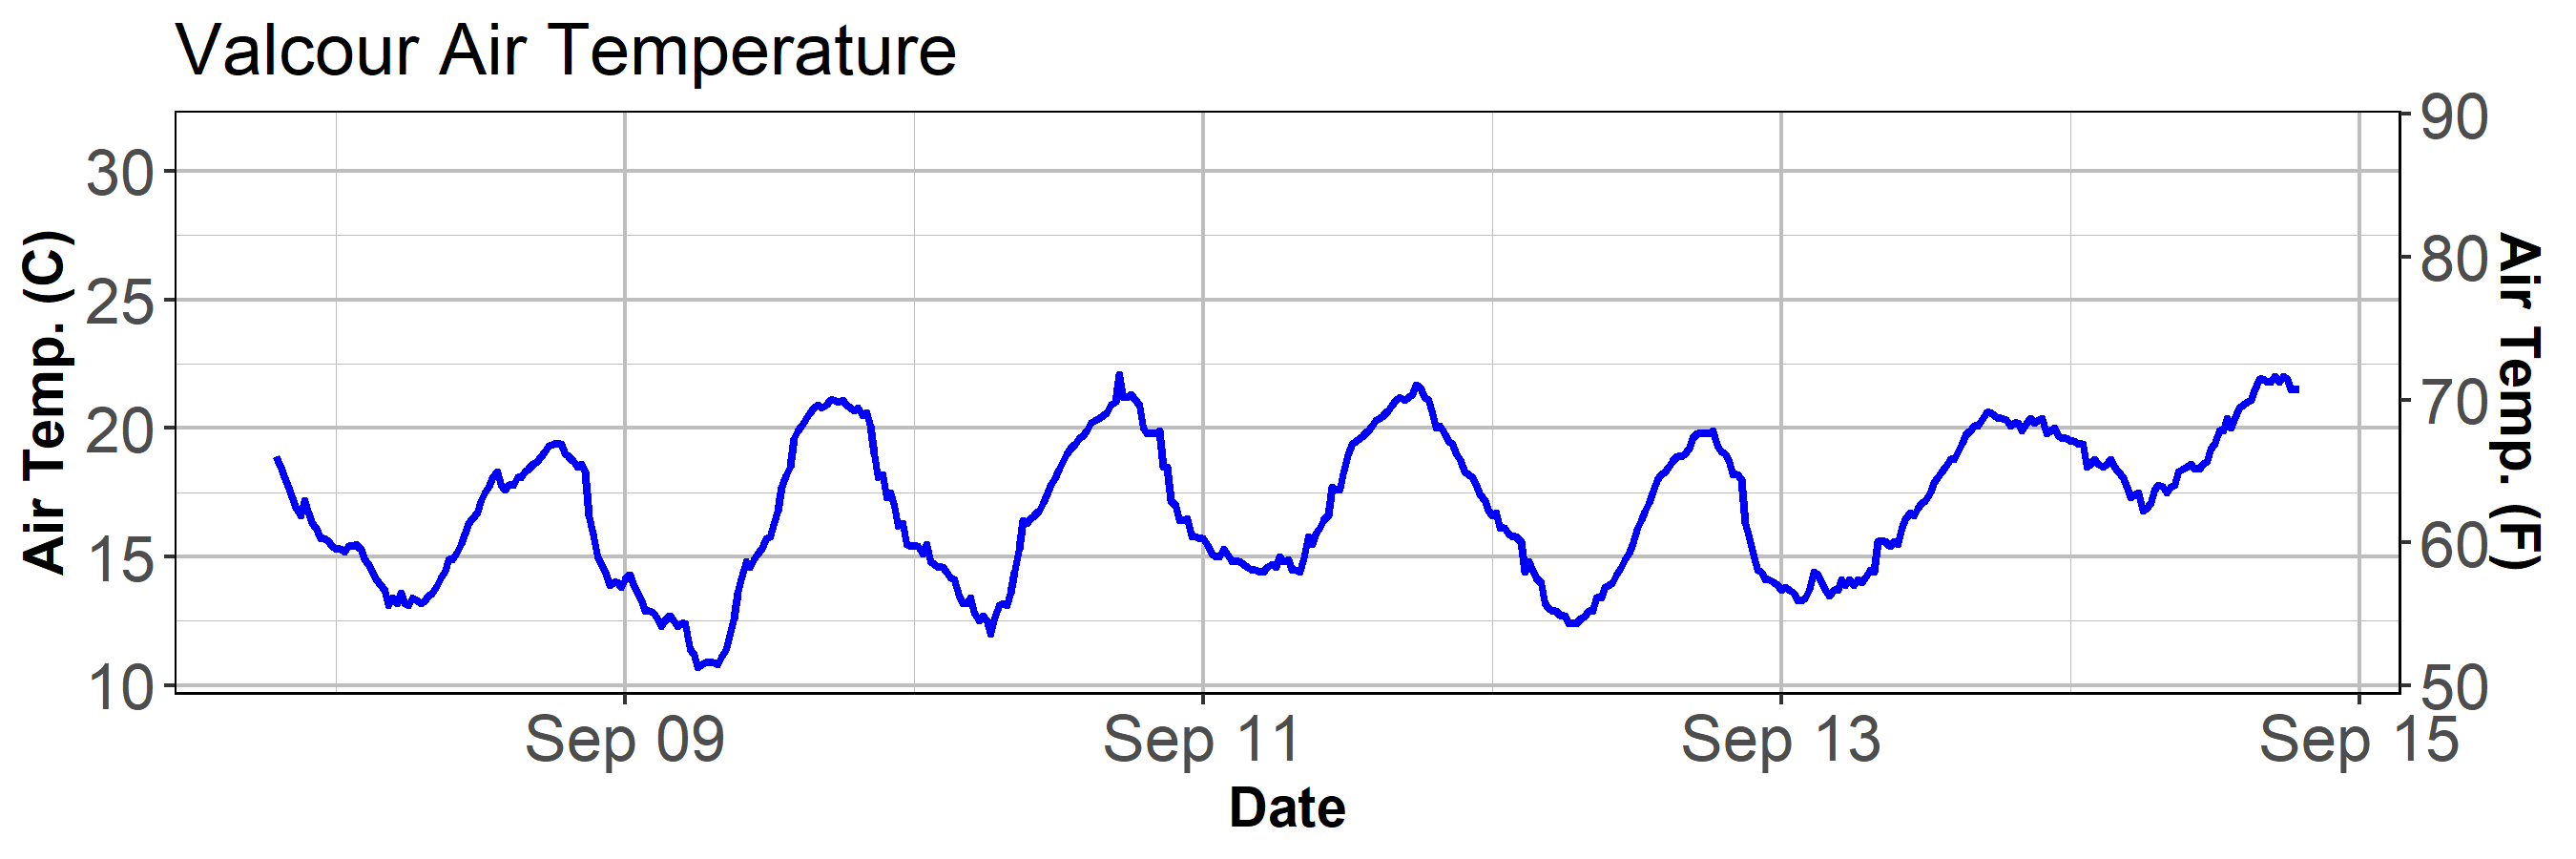 Valcour Air Temperature
Air Temp. (C)
30
25
20
15
10
90
80
70
60
50
Air Temp. (F)
Sep 09
Sep 11
Sep 13
Sep 15
Date